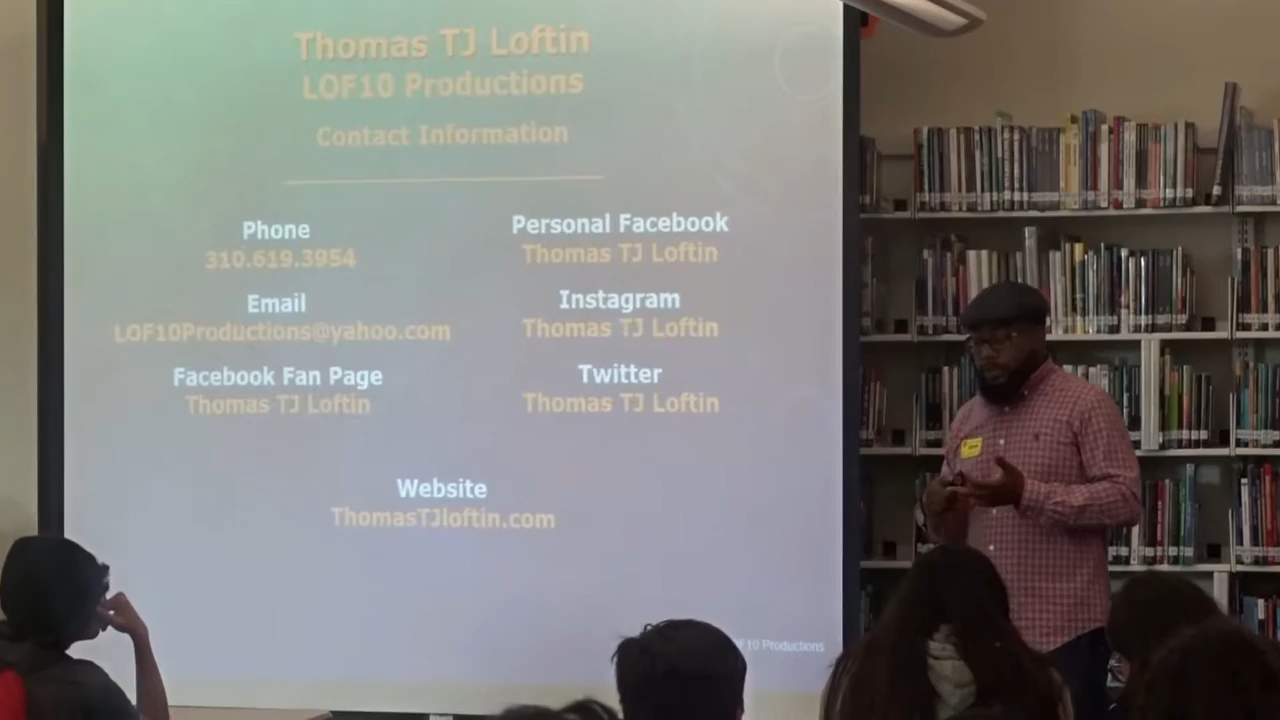 Thomas TJ Loftin
LOF10 Productions
Contact Information
Phone
310.619.3954
Email
LOF10Productions@yahoo.com
Facebook Fan Page
Thomas TJ Loftin
Personal Facebook
Thomas TJ Loftin
Instagram
Thomas TJ Loftin
Twitter
Thomas TJ Loftin
Website
ThomasTJloftin.com
Productions